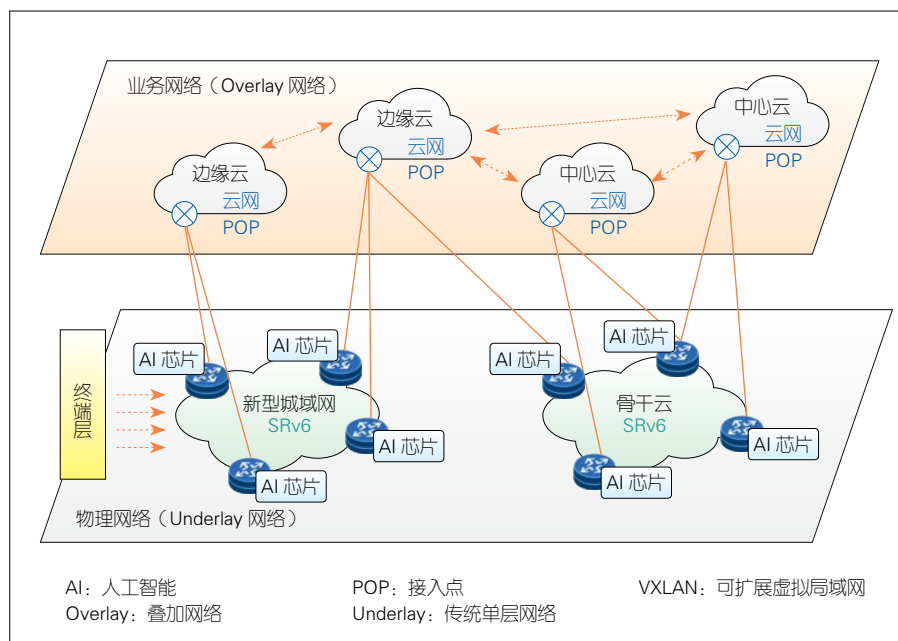 业务网络（Overlay 网络）
边缘云
云网
POP
边缘云
云网
POP
中心云
云网
POP
中心云
云网
POP
终端层
AI 芯片
AI 芯片
新型城域网
SRv6
AI 芯片
AI 芯片
AI 芯片
AI 芯片
骨干云
SRv6
AI 芯片
AI 芯片
物理网络（Underlay 网络）
AI：人工智能
POP：接入点
VXLAN：可扩展虚拟局域网
Overlay：叠加网络
Underlay：传统单层网络